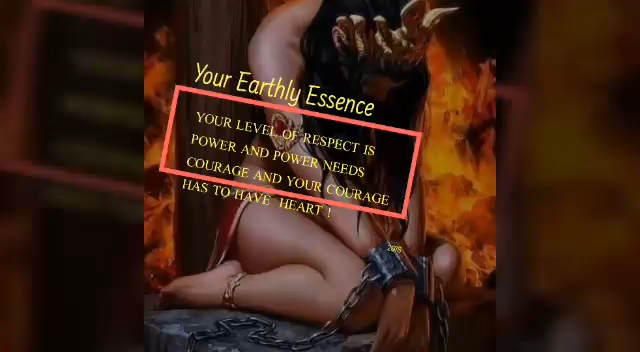 Your Earthly Essence
YOUR LEVEL OF RESPECT IS
POWER AND POWER NEEDS
COURAGE AND YOUR COURAGE
HAS TO HAVE HEART !